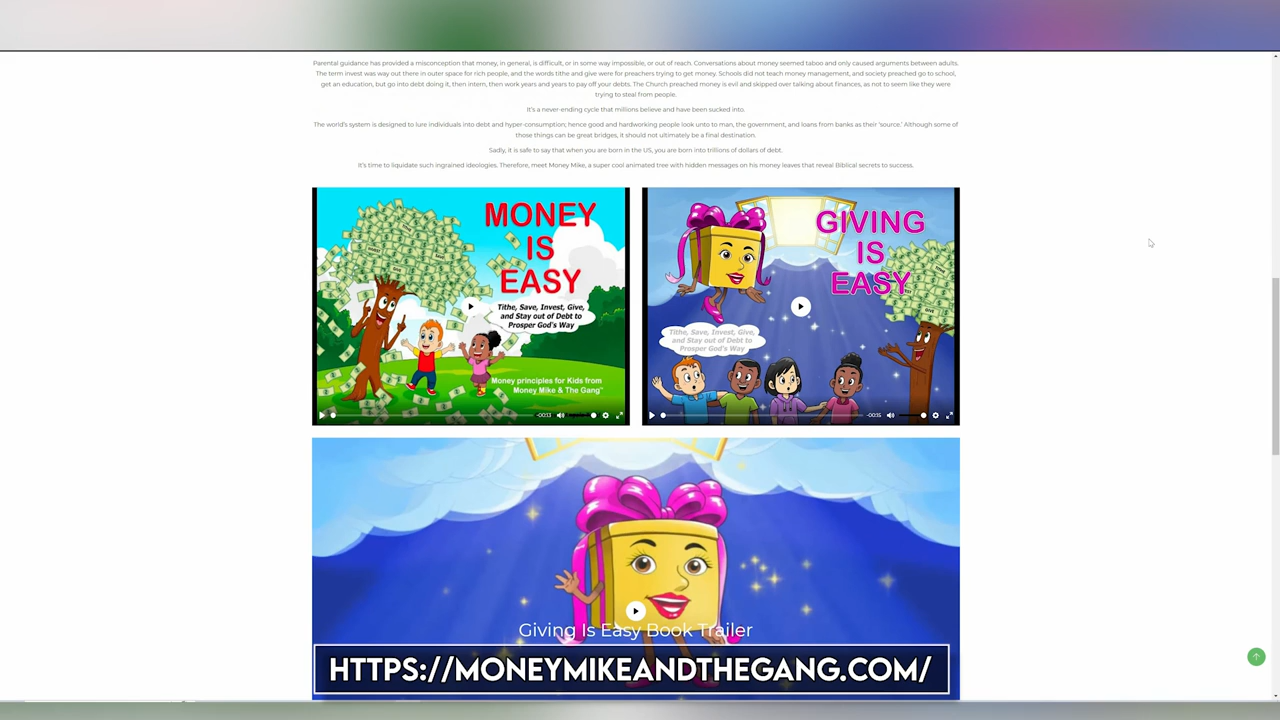 Parental guidance has provided a misconception that money, in general, is difficult, or in some way impossible, or out of reach. Conversations about money seemed taboo and only caused arguments between adults.
The term invest was way out there in outer space for rich people, and the words tithe and give were for preachers trying to get money. Schools did not teach money management, and society preached go to school,
get an education, but go into debt doing it, then intern, then work years and years to pay off your debts. The Church preached money is evil and skipped over talking about finances, as not to seem like they were
trying to steal from people.
It's a never-ending cycle that millions believe and have been sucked into.
The world's system is designed to lure individuals into debt and hyper-consumption; hence good and hardworking people look unto to man, the government, and loans from banks as their 'source.' Although some of
those things can be great bridges, it should not ultimately be a final destination.
Sadly, it is safe to say that when you are born in the US, you are born into trillions of dollars of debt.
It's time to liquidate such ingrained ideologies. Therefore, meet Money Mike, a super cool animated tree with hidden messages on his money leaves that reveal Biblical secrets to success.
MONEY
IS
EASY
Tithe, Save, Invest, Give,
and Stay out of Debt to
Prosper God's Way
Money principles for Kids from
Money Mike & The Gang™
-00:13
GIVING
IS
EASY
Tithe, Save, Invest, Give,
and Stay out of Debt to
Prosper God's Way
-00:15
Giving Is Easy Book Trailer
HTTPS://MONEYMIKEANDTHEGANG.COM/